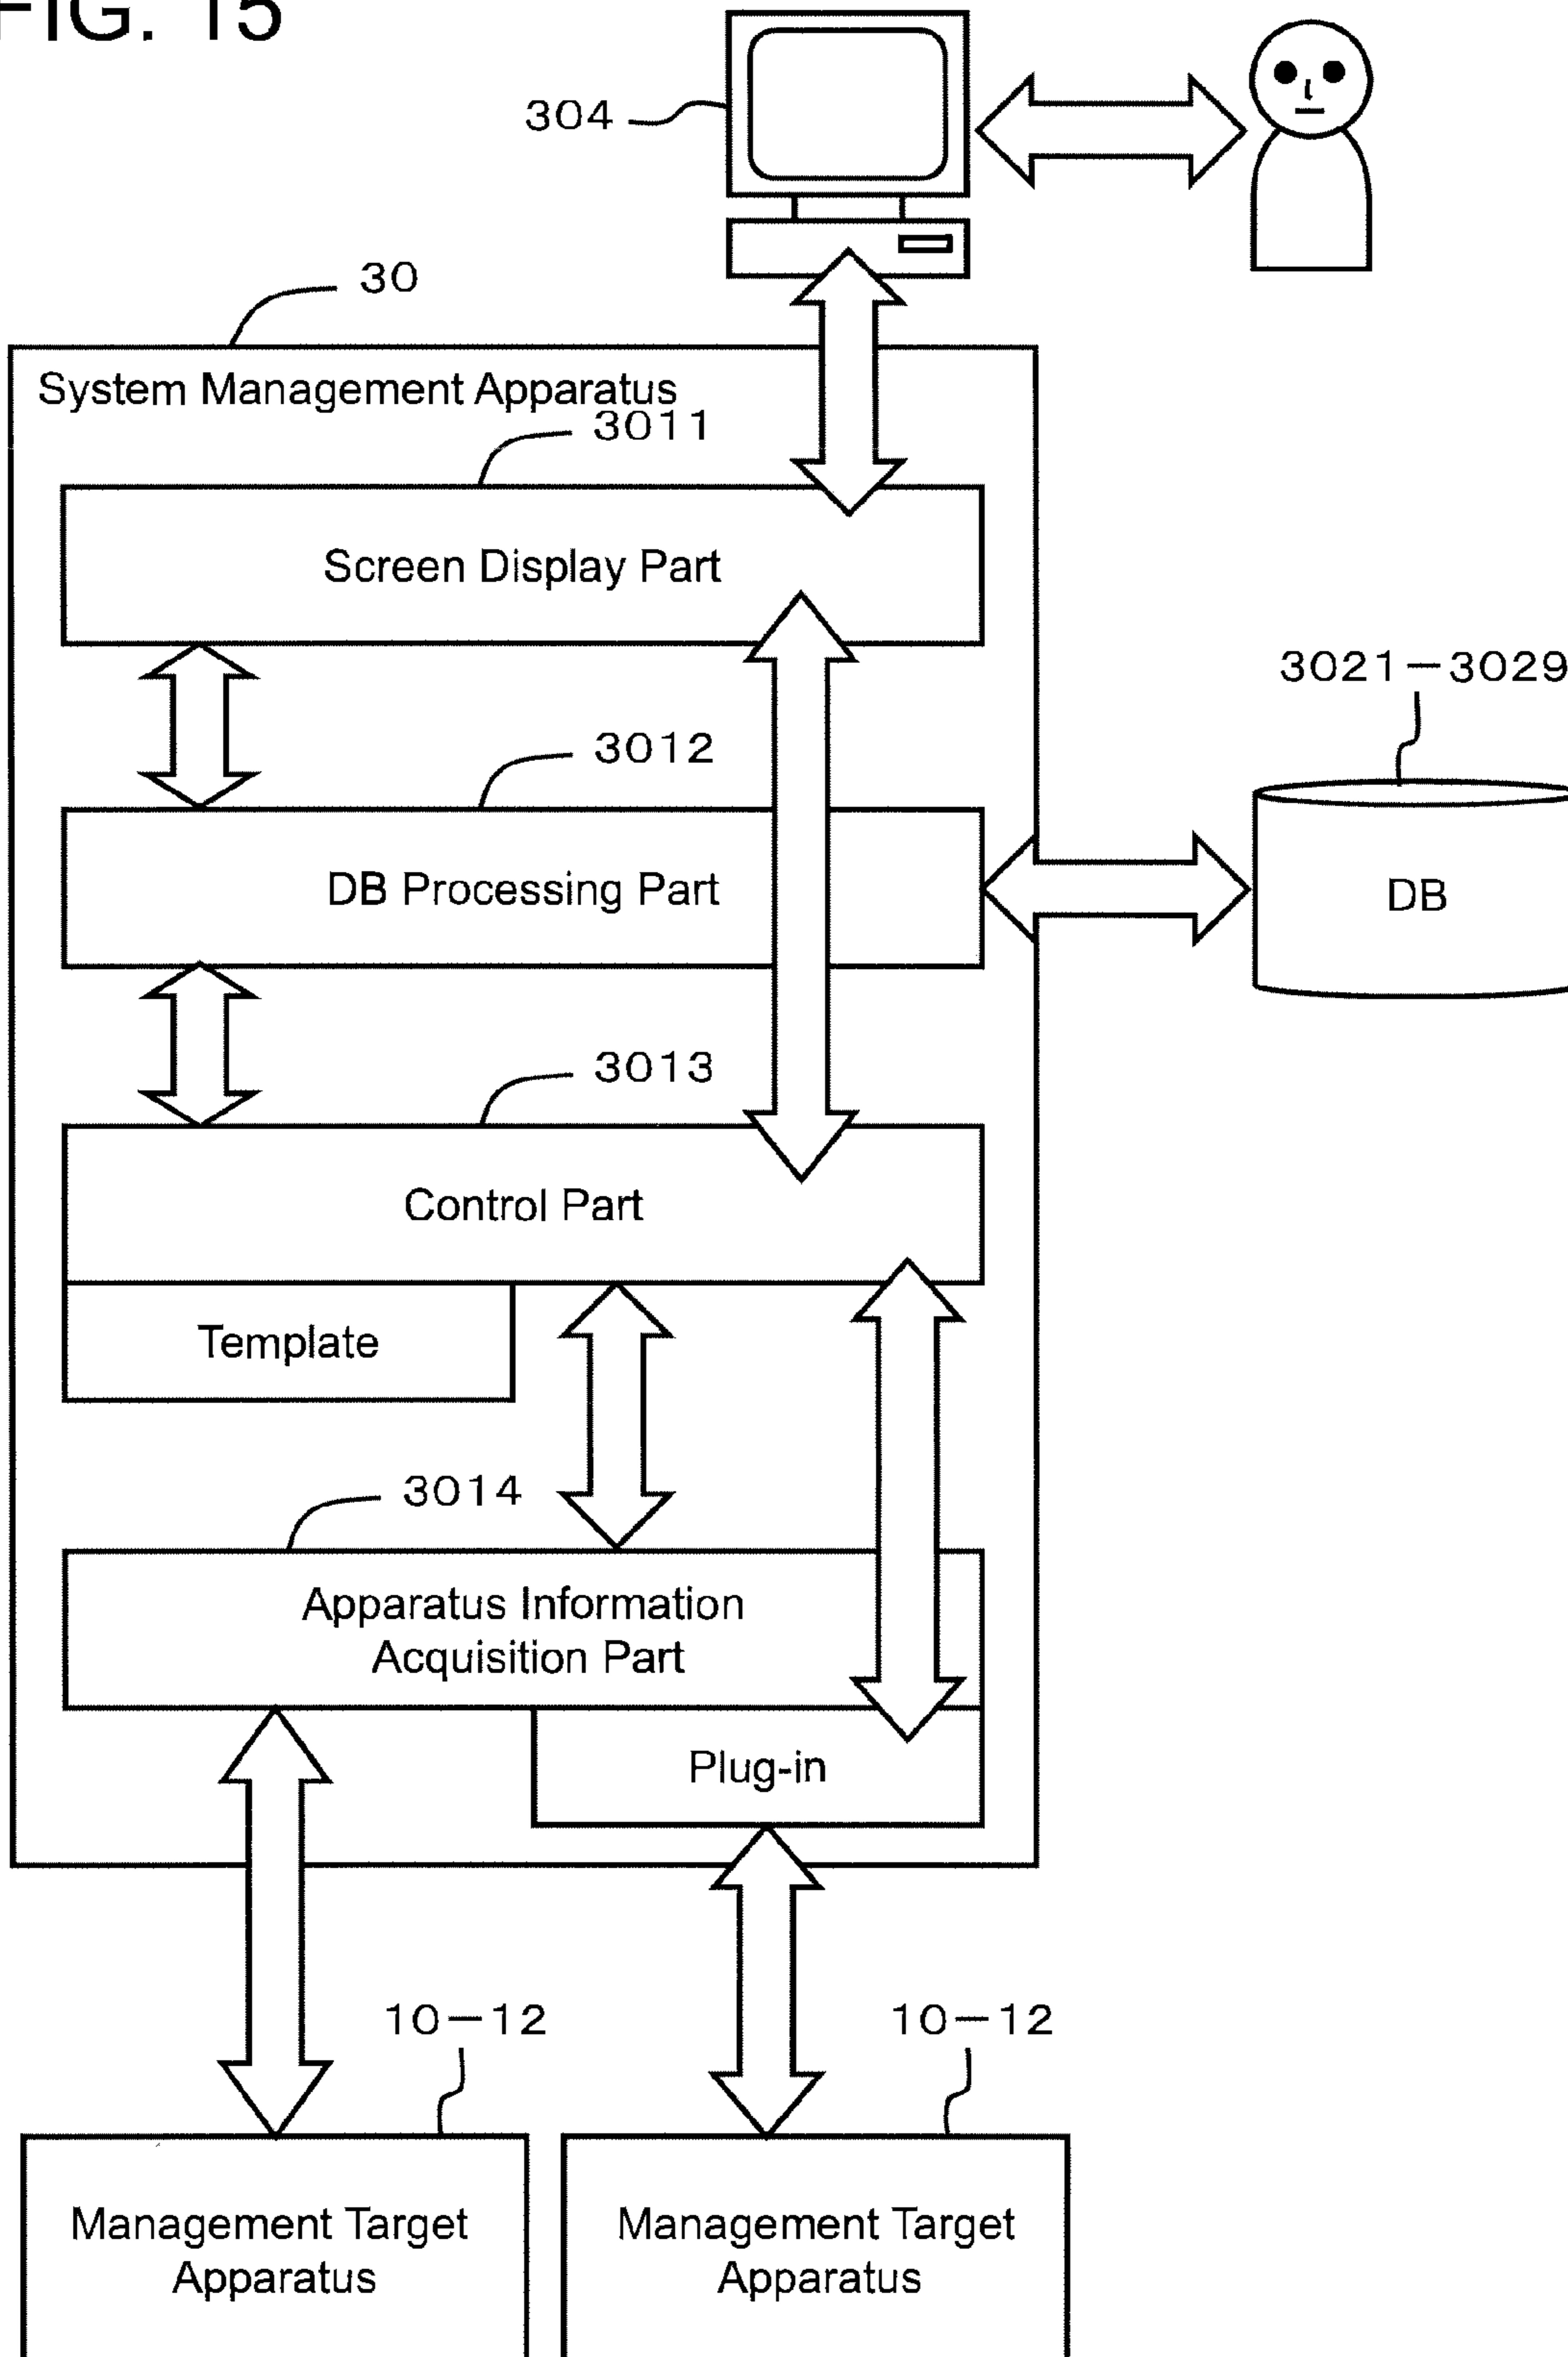 FIG. 15
304
30
System Management Apparatus
3011
Screen Display Part
3021-3029
3012
DB Processing Part
DB
3013
Control Part
Template
3014
Apparatus Information
Acquisition Part
Plug-in
10-12
10-12
Management Target
Apparatus
Management Target
Apparatus